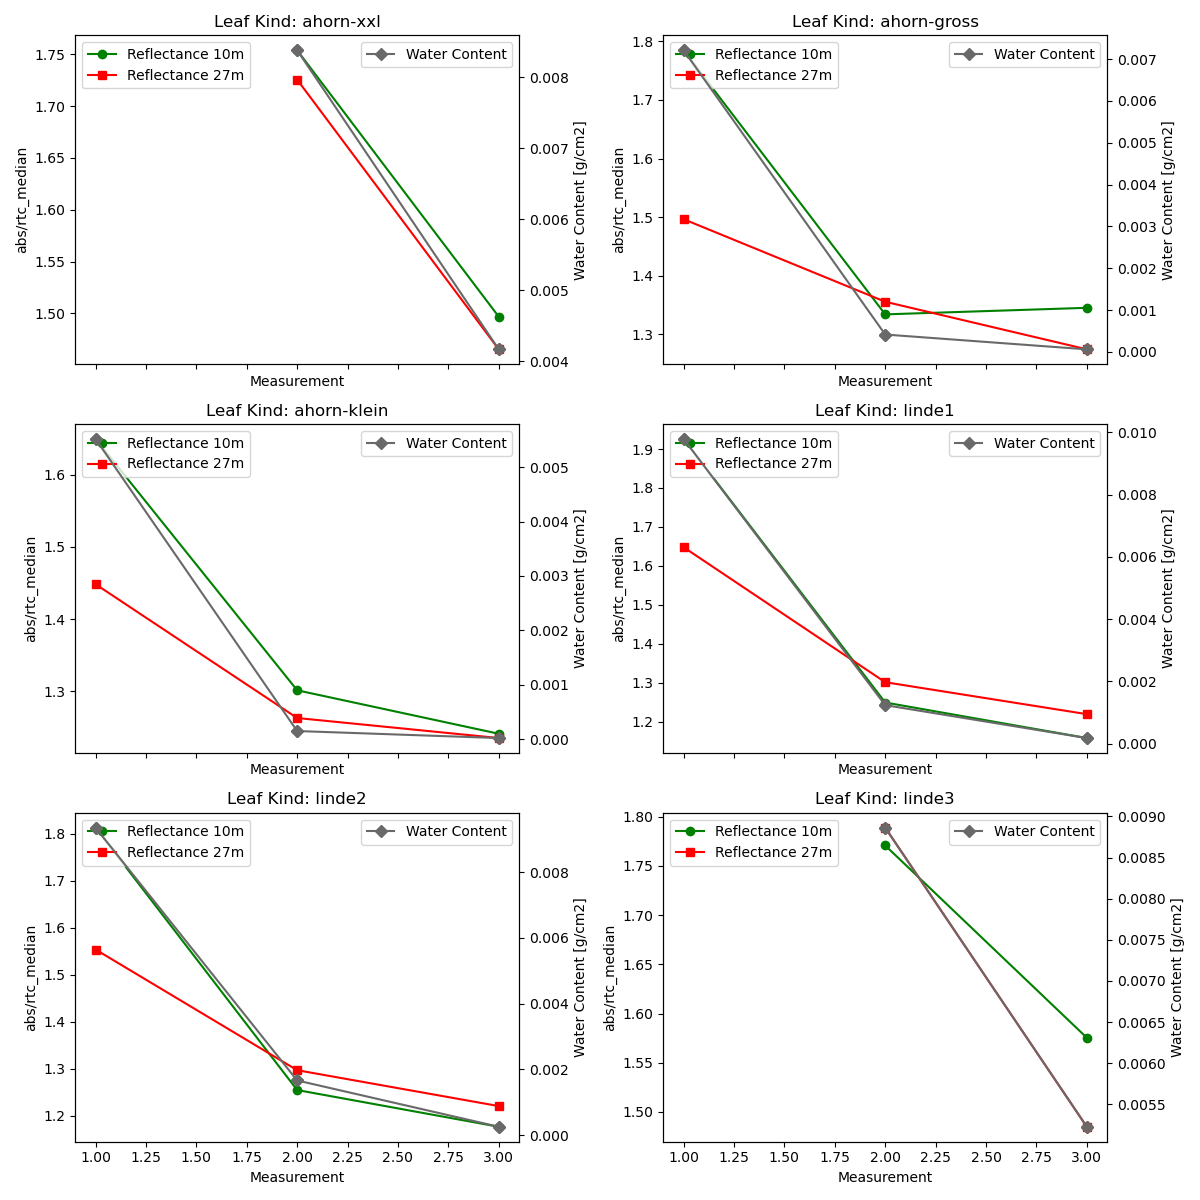 Leaf Kind: ahorn-xxl
Reflectance 10m
Reflectance 27m
Water Content
1.75
1.70
1.65
1.60
1.55
1.50
abs/rtc_median
0.008
0.007
0.006
0.005
0.004
Water Content [g/cm2]
Measurement
Leaf Kind: ahorn-gross
Reflectance 10m
Reflectance 27m
Water Content
1.8
1.7
1.6
1.5
1.4
1.3
abs/rtc_median
0.007
0.006
0.005
0.004
0.003
0.002
0.001
0.000
Water Content [g/cm2]
Measurement
Leaf Kind: ahorn-klein
Reflectance 10m
Reflectance 27m
Water Content
1.6
1.5
1.4
1.3
abs/rtc_median
0.005
0.004
0.003
0.002
0.001
0.000
Water Content [g/cm2]
Measurement
Leaf Kind: linde1
Reflectance 10m
Reflectance 27m
Water Content
1.9
1.8
1.7
1.6
1.5
1.4
1.3
1.2
abs/rtc_median
0.010
0.008
0.006
0.004
0.002
0.000
Water Content [g/cm2]
Measurement
Leaf Kind: linde2
Reflectance 10m
Reflectance 27m
Water Content
1.8
1.7
1.6
1.5
1.4
1.3
1.2
abs/rtc_median
0.008
0.006
0.004
0.002
0.000
Water Content [g/cm2]
1.00 1.25 1.50 1.75 2.00 2.25 2.50 2.75 3.00
Measurement
Leaf Kind: linde3
Reflectance 10m
Reflectance 27m
Water Content
1.80
1.75
1.70
1.65
1.60
1.55
1.50
abs/rtc_median
0.0090
0.0085
0.0080
0.0075
0.0070
0.0065
0.0060
0.0055
Water Content [g/cm2]
1.00 1.25 1.50 1.75 2.00 2.25 2.50 2.75 3.00
Measurement